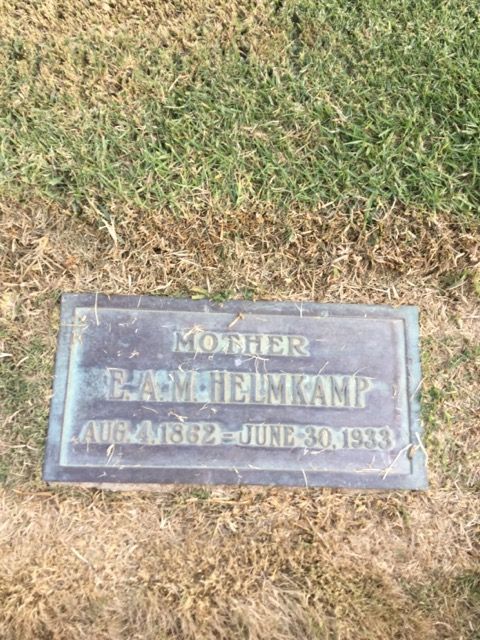 MOTHER
E. A. M. HELMKAMP
AUG. 4, 1862 = JUNE 30, 1933